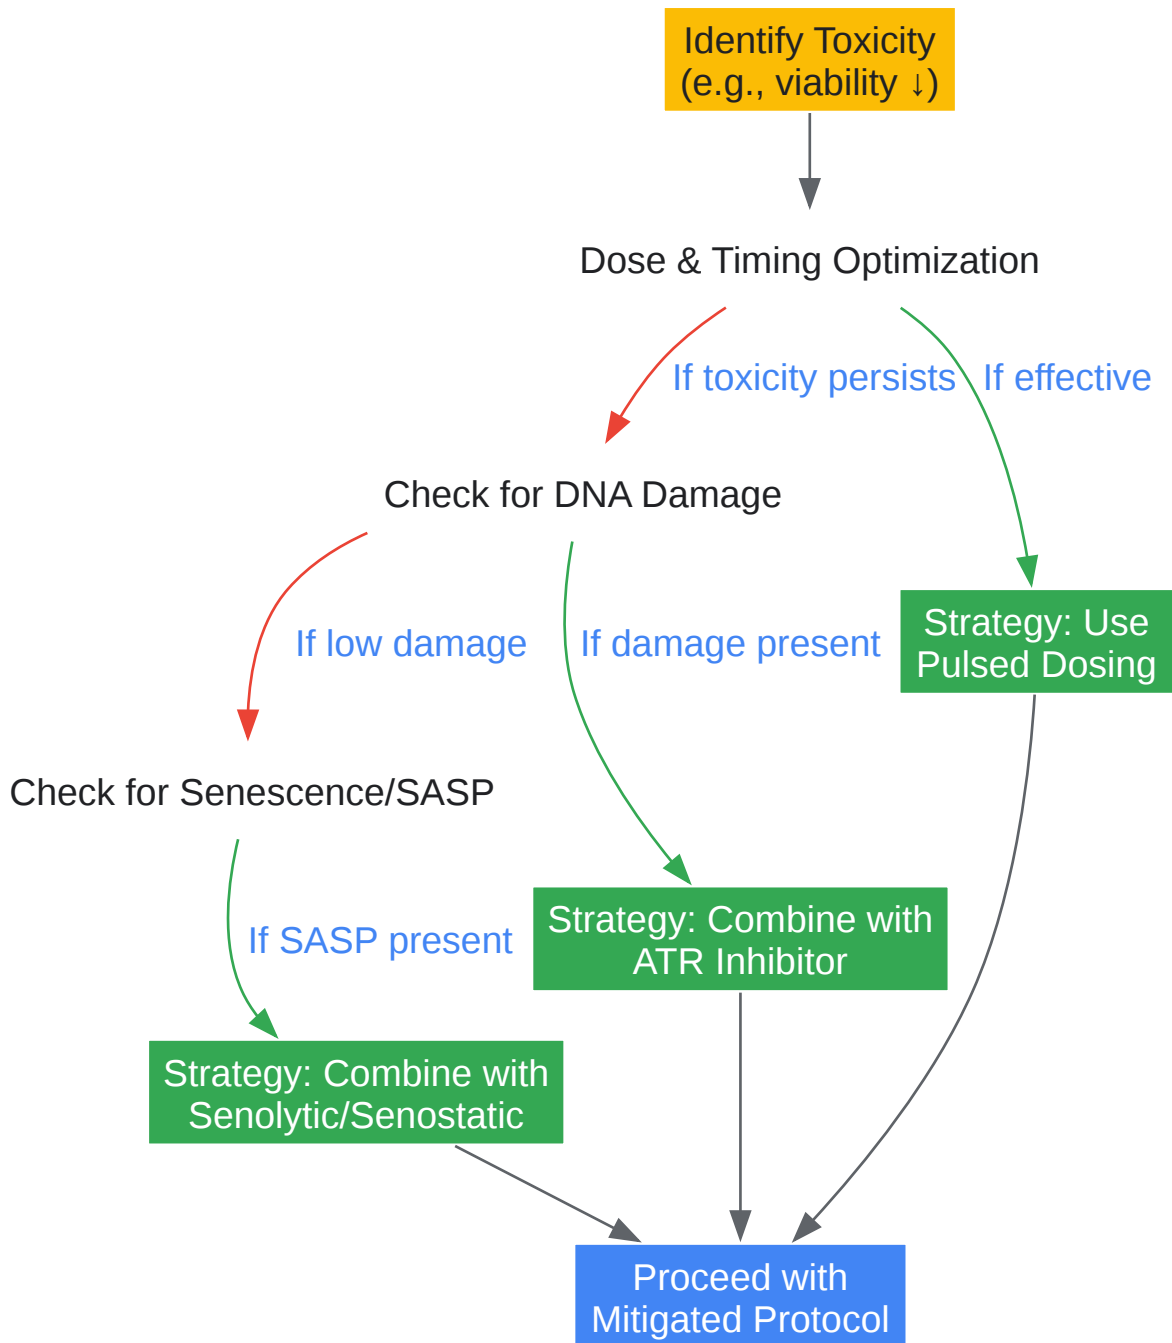 Identify Toxicity
(e.g., viability ↓)
Dose & Timing Optimization
If toxicity persists
If effective
Check for DNA Damage
If low damage
If damage present
Strategy: Use
Pulsed Dosing
Check for Senescence/SASP
If SASP present
Strategy: Combine with
ATR Inhibitor
Strategy: Combine with
Senolytic/Senostatic
Proceed with
Mitigated Protocol